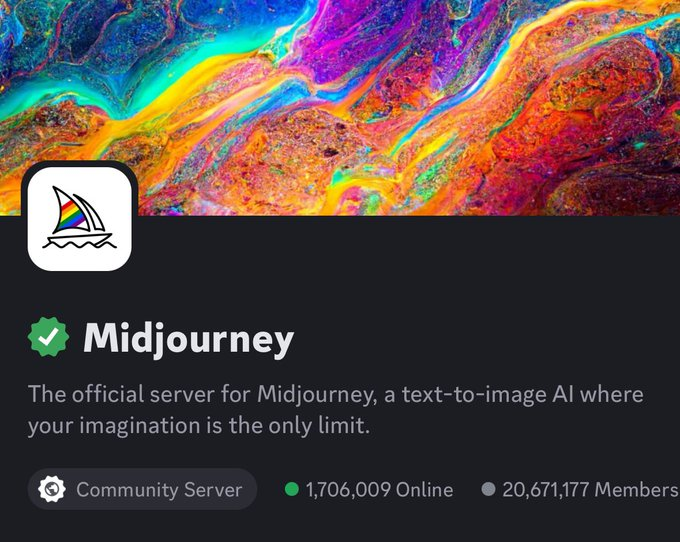 Midjourney
The official server for Midjourney, a text-to-image AI where
your imagination is the only limit.
Community Server 1,706,009 Online 20,671,177 Members